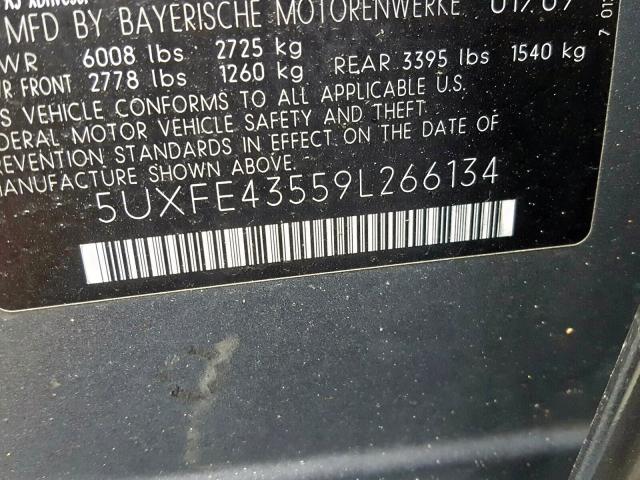 MFD BY BAYERISCHE MOTORENWERKE 01/09
WR 6008 lbs 2725 kg
R FRONT 2778 lbs 1260 kg REAR 3395 lbs 1540 kg
S VEHICLE CONFORMS TO ALL APPLICABLE U.S.
DERAL MOTOR VEHICLE SAFETY AND THEFT
REVENTION STANDARDS IN EFFECT ON THE DATE OF
MANUFACTURE SHOWN ABOVE.
5UXFE43559L266134